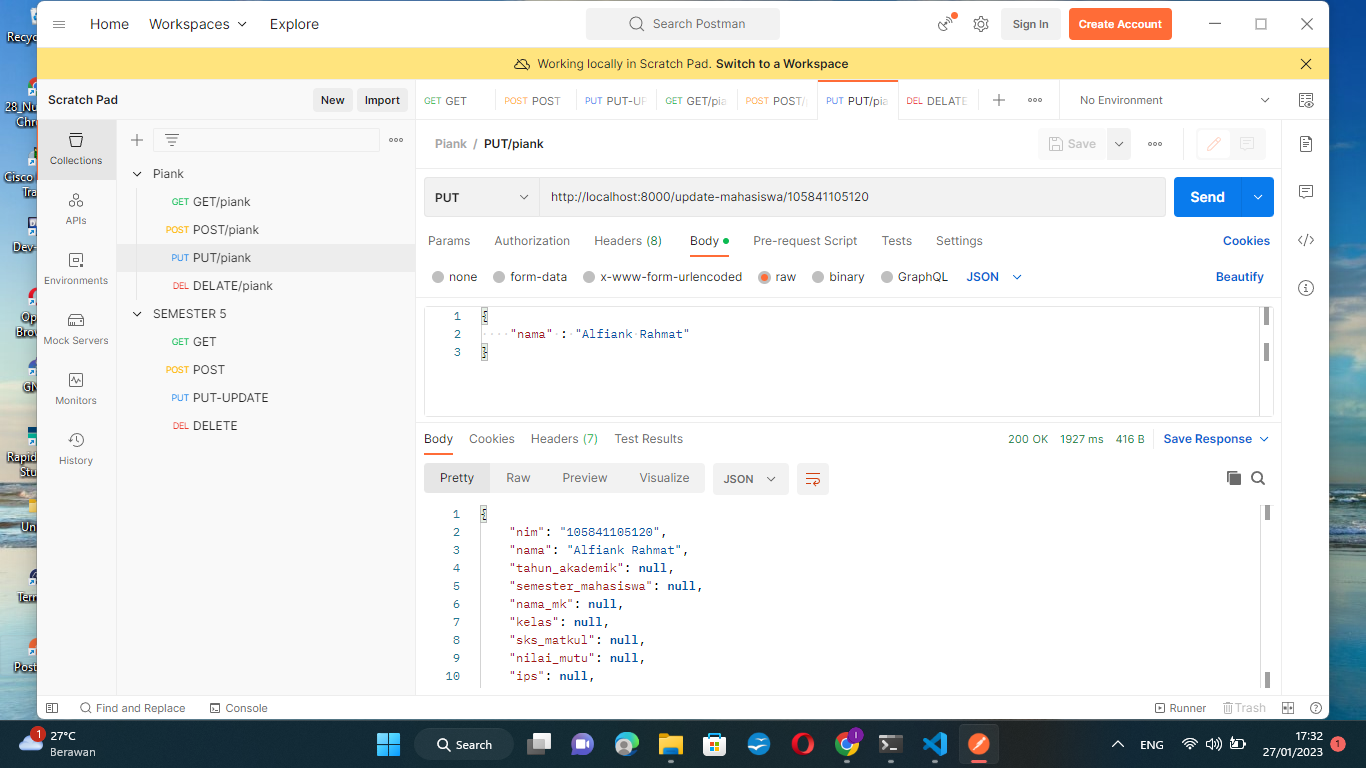 Home
Workspaces
Explore
Search Postman
Sign In
Create Account
Working locally in Scratch Pad. Switch to a Workspace
Scratch Pad
New
Import
GET GET
POST POST
PUT PUT-UP
GET GET/pia
POST POST/
PUT PUT/pia
DEL DELATE
No Environment
Collections
APIs
Environments
Mock Servers
Monitors
History
Piank
GET GET/piank
POST POST/piank
PUT PUT/piank
DEL DELATE/piank
SEMESTER 5
GET GET
POST POST
PUT PUT-UPDATE
DEL DELETE
Piank / PUT/piank
Save
PUT
http://localhost:8000/update-mahasiswa/105841105120
Send
Params
Authorization
Headers (8)
Body
Pre-request Script
Tests
Settings
Cookies
none
form-data
x-www-form-urlencoded
raw
binary
GraphQL
JSON
Beautify
1 {
2 "nama" : "Alfiank Rahmat"
3 }
Body
Cookies
Headers (7)
Test Results
200 OK
1927 ms
416 B
Save Response
Pretty
Raw
Preview
Visualize
JSON
1 {
2 "nim": "105841105120",
3 "nama": "Alfiank Rahmat",
4 "tahun_akademik": null,
5 "semester_mahasiswa": null,
6 "nama_mk": null,
7 "kelas": null,
8 "sks_matkul": null,
9 "nilai_mutu": null,
10 "ips": null,
Find and Replace
Console
Runner
Trash
1
27°C
Berawan
Search
ENG
17:32
27/01/2023
1